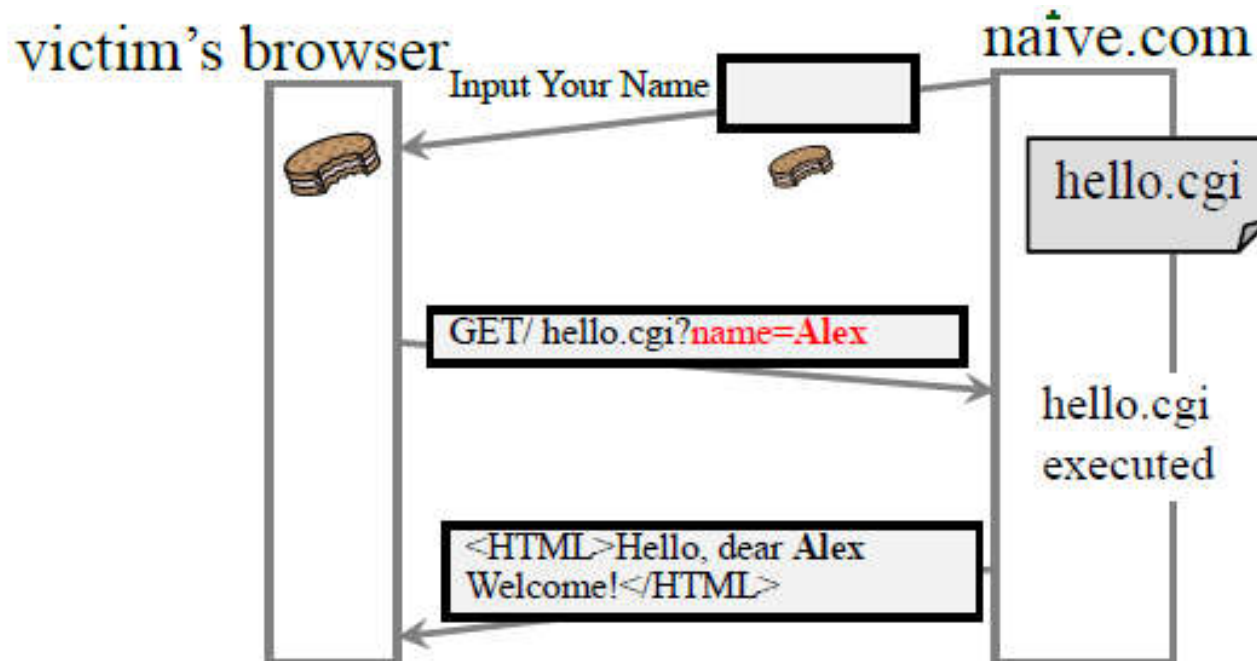 victim’s browser
naive.com
Input Your Name
hello.cgi
GET/ hello.cgi?name=Alex
hello.cgi
executed
<HTML>Hello, dear Alex
Welcome!</HTML>